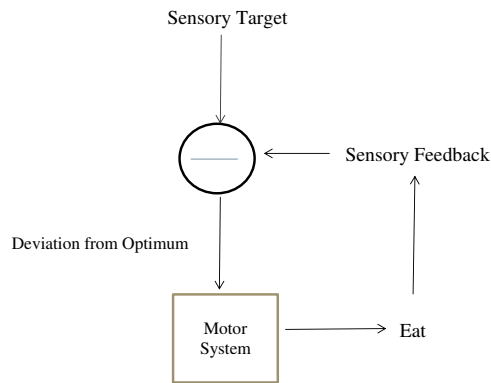 Sensory Target
Sensory Feedback
Deviation from Optimum
Motor
System
Eat